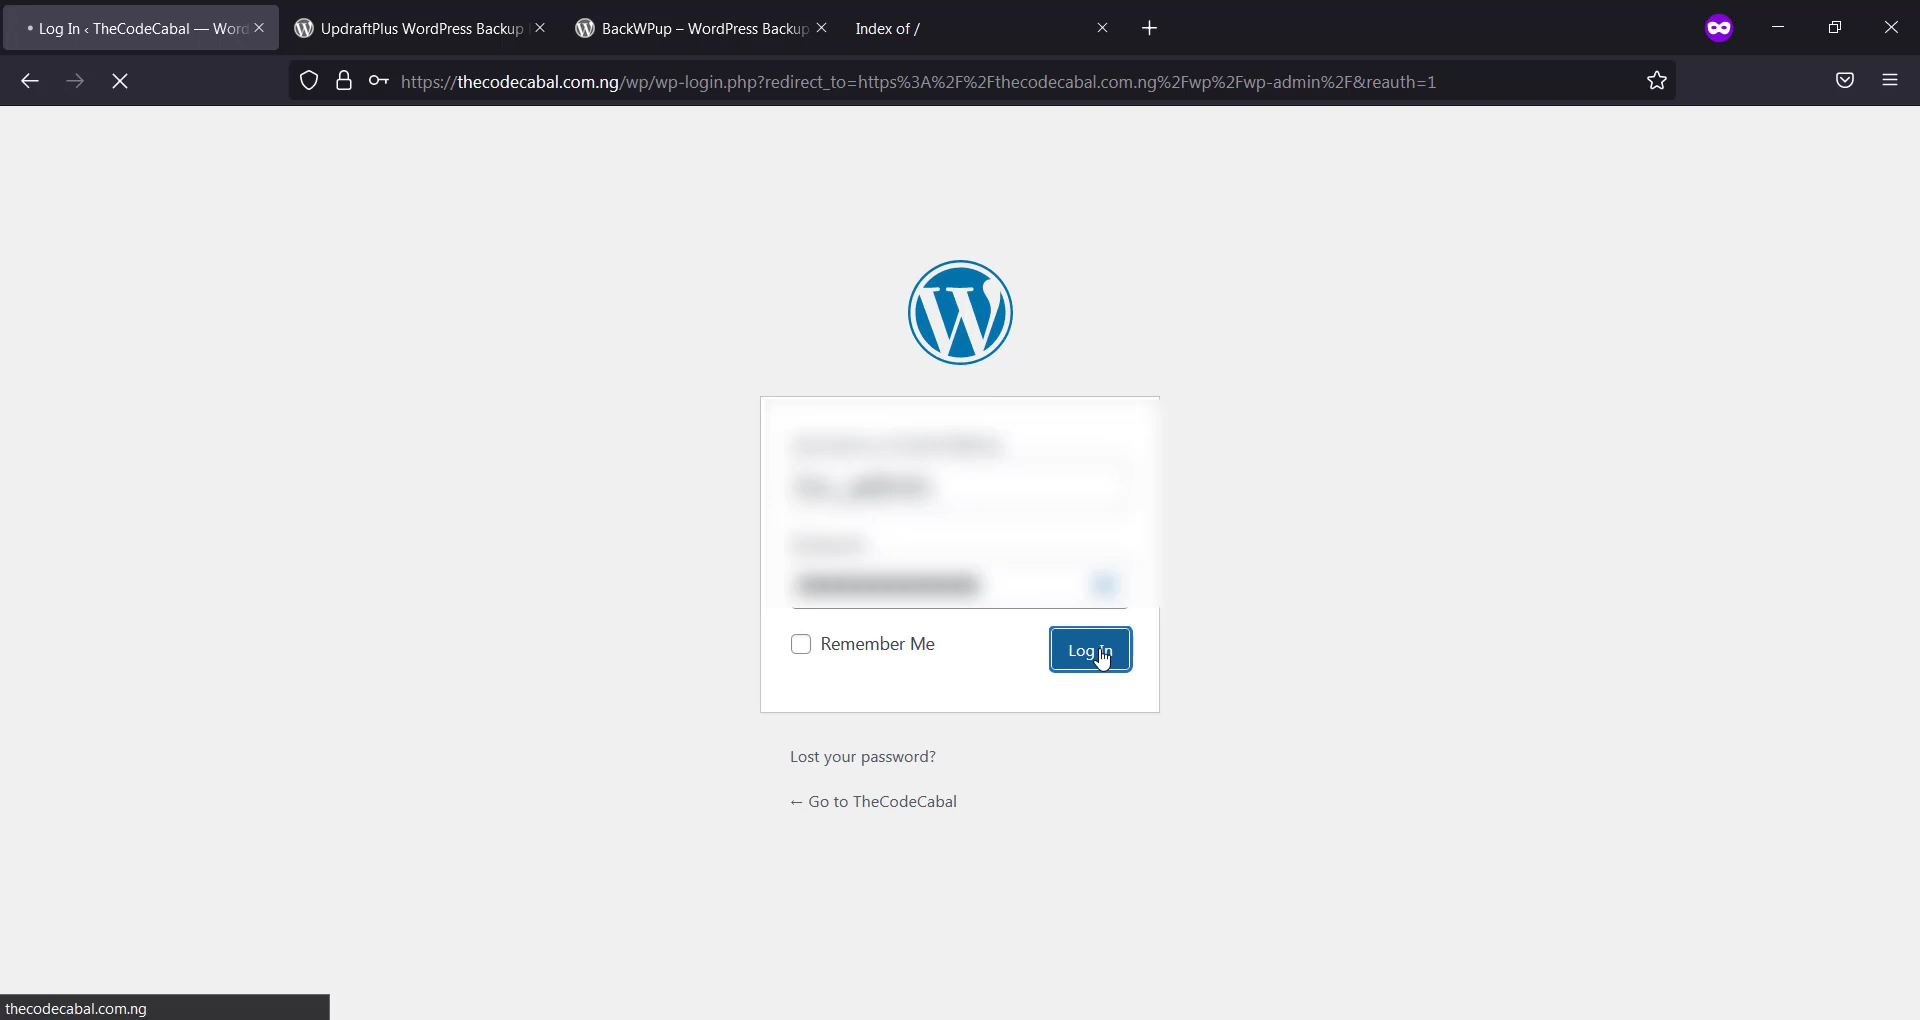 Log In ‹ TheCodeCabal — Word
UpdraftPlus WordPress Backup
BackWPup – WordPress Backup
Index of /
https://thecodecabal.com.ng/wp/wp-login.php?redirect_to=https%3A%2F%2Fthecodecabal.com.ng%2Fwp%2Fwp-admin%2F&reauth=1
Remember Me
Log In
Lost your password?
← Go to TheCodeCabal
thecodecabal.com.ng